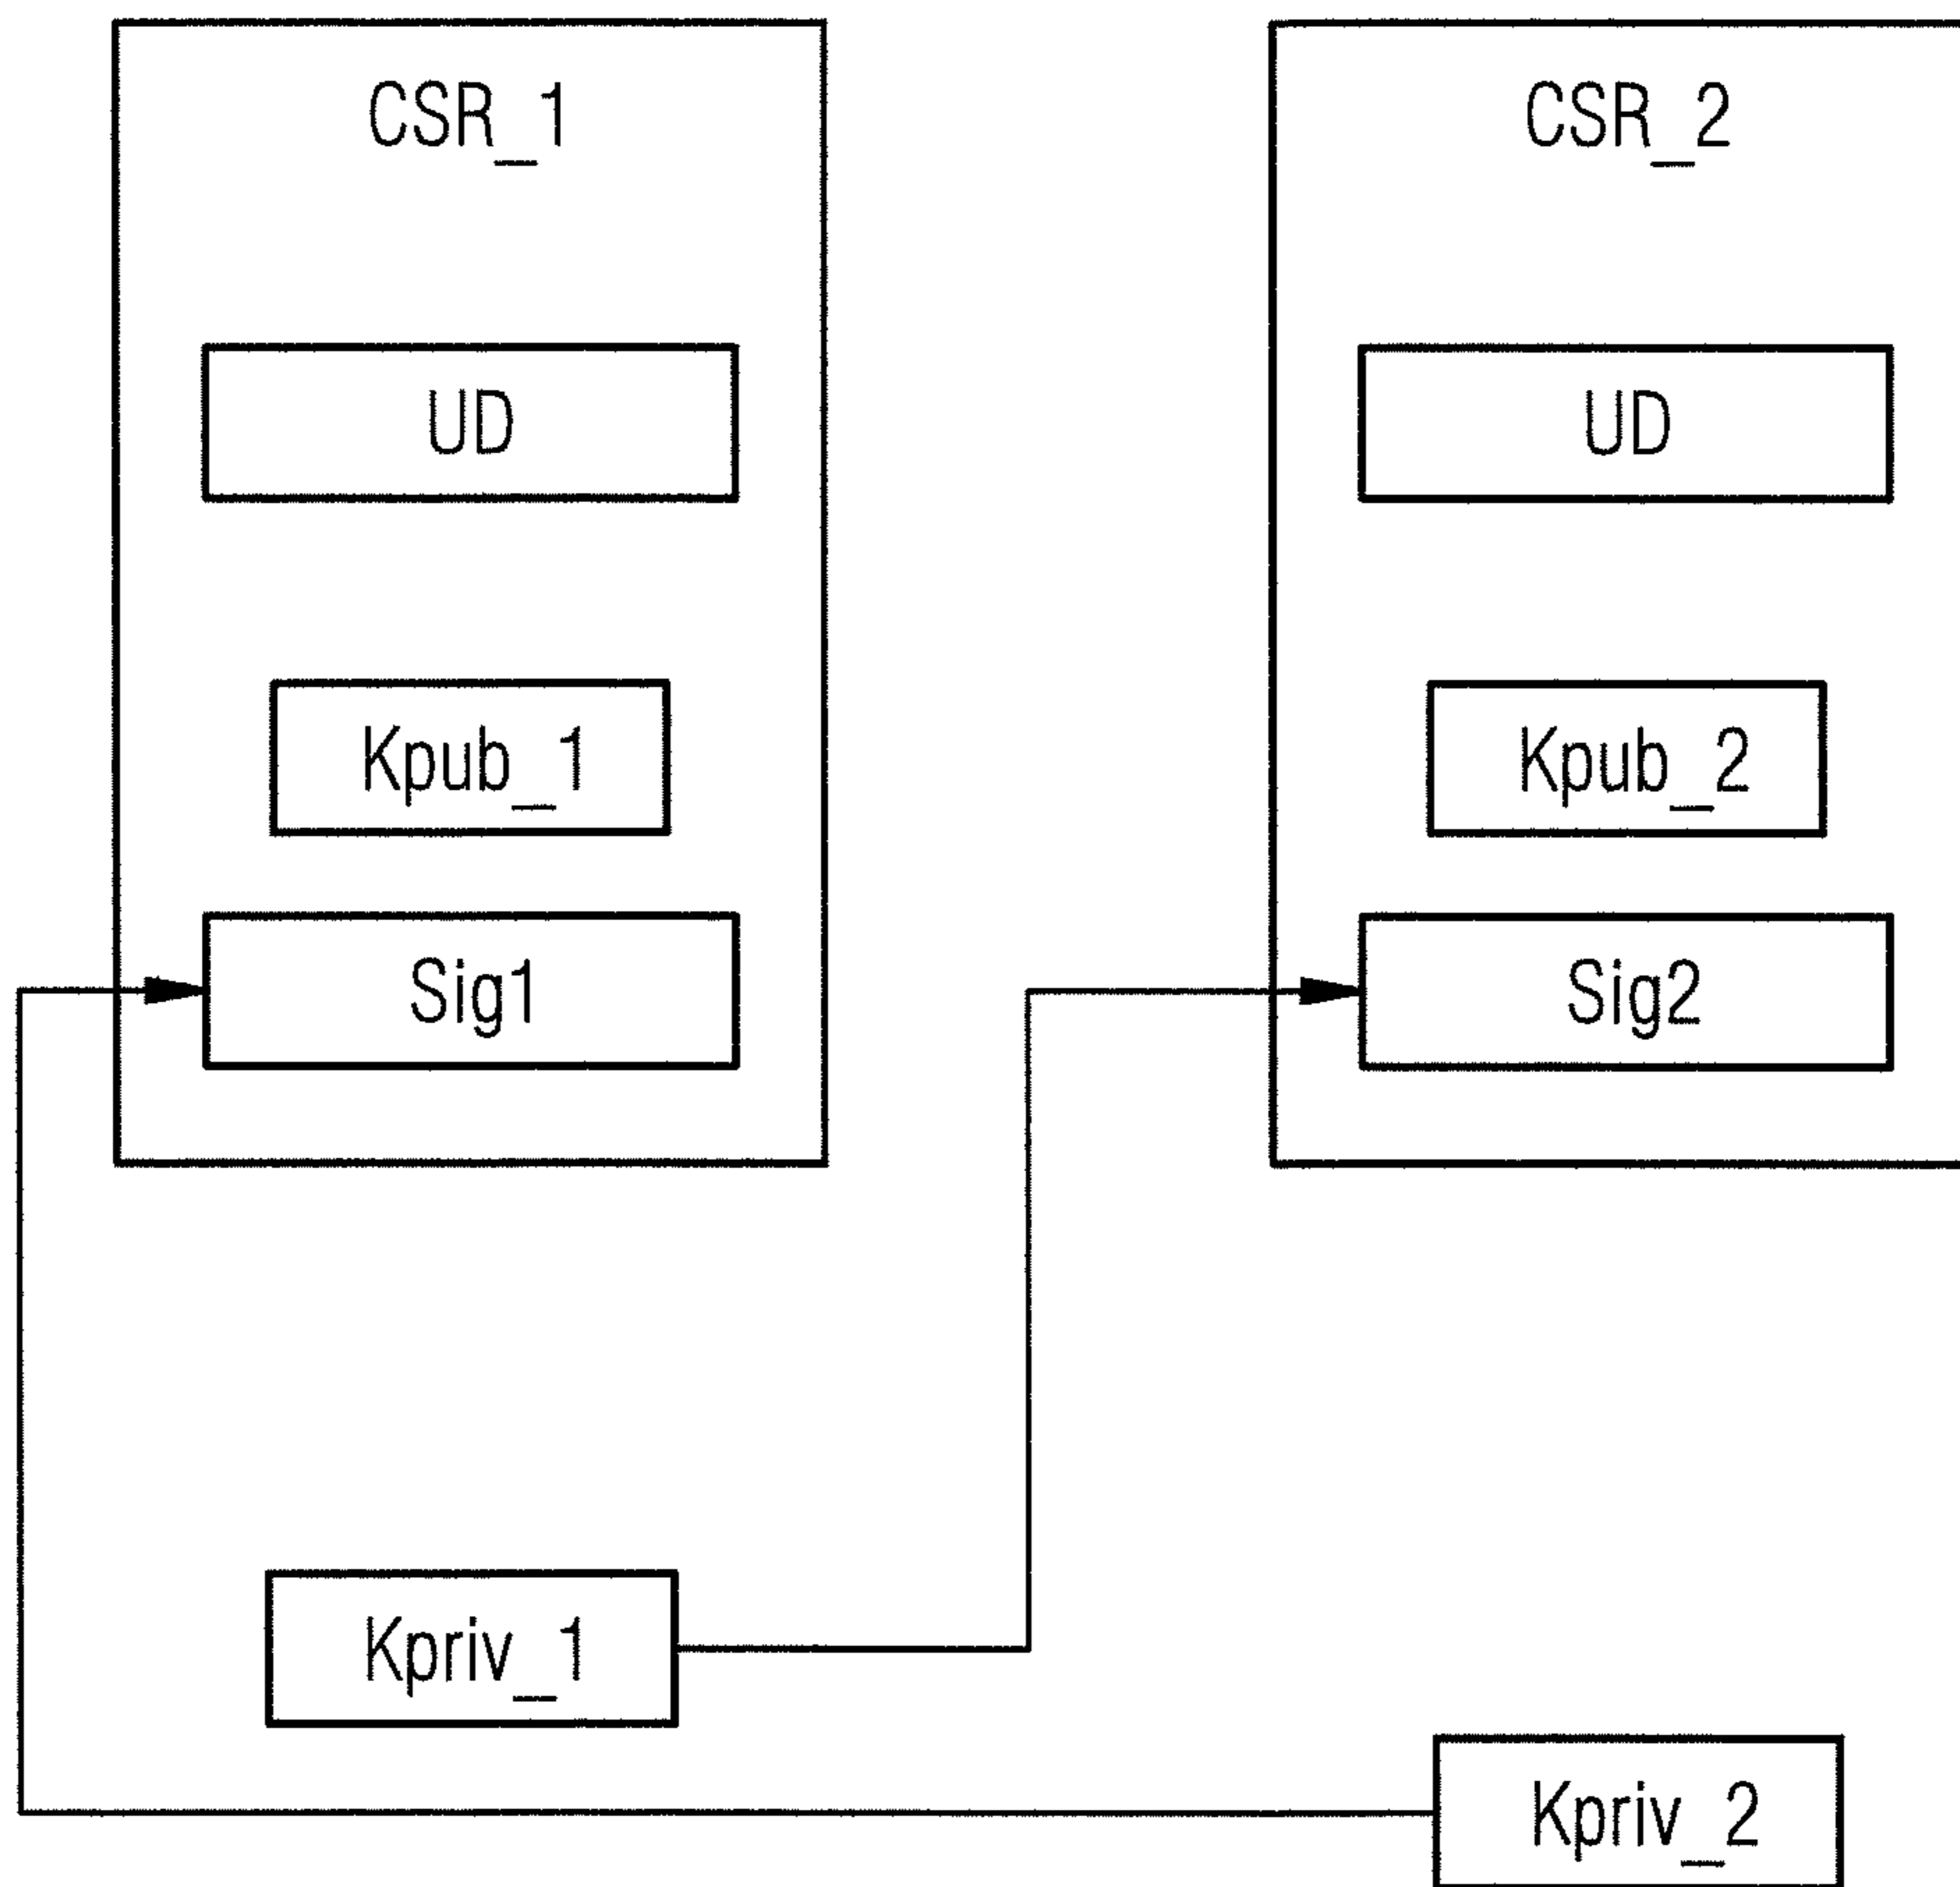 CSR_1
UD
Kpub_1
Sig1
CSR_2
UD
Kpub_2
Sig2
Kpriv_1
Kpriv_2